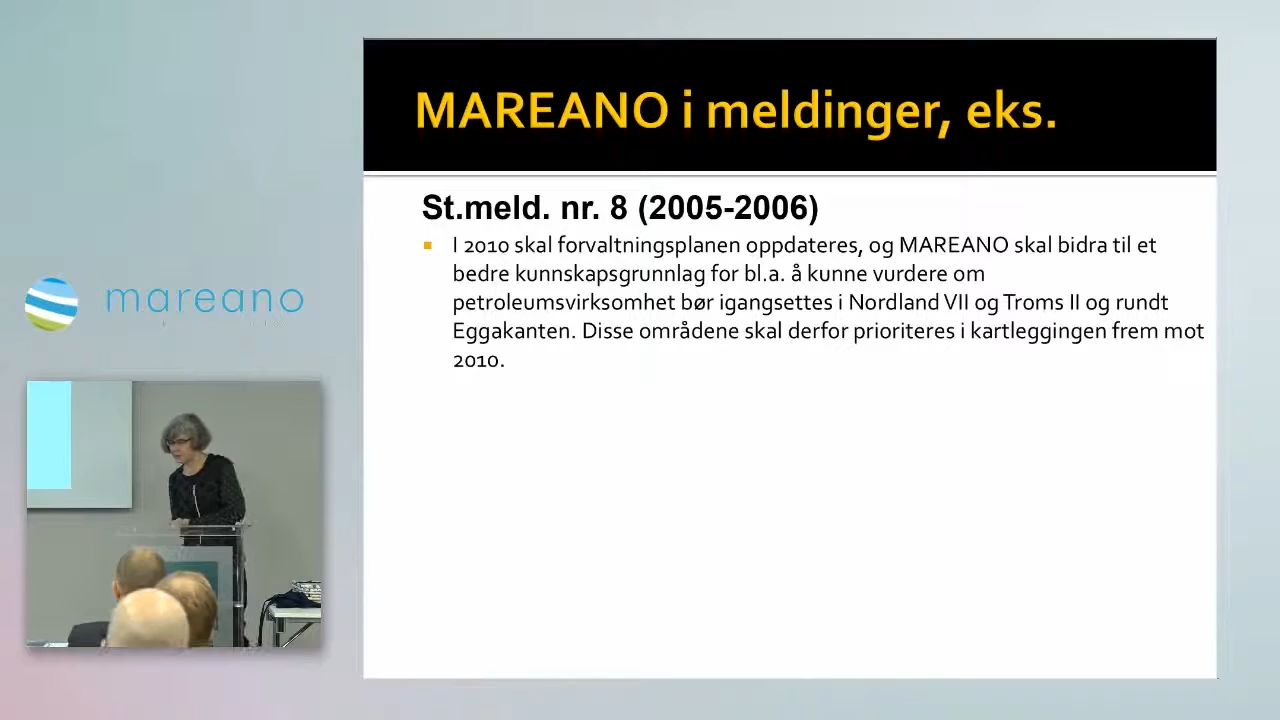 MAREANO i meldinger, eks.
St.meld. nr. 8 (2005-2006)
I 2010 skal forvaltningsplanen oppdateres, og MAREANO skal bidra til et
bedre kunnskapsgrunnlag for bl.a. å kunne vurdere om
petroleumsvirksomhet bør igangsettes i Nordland VII og Troms II og rundt
Eggakanten. Disse områdene skal derfor prioriteres i kartleggingen frem mot
2010.
mareano